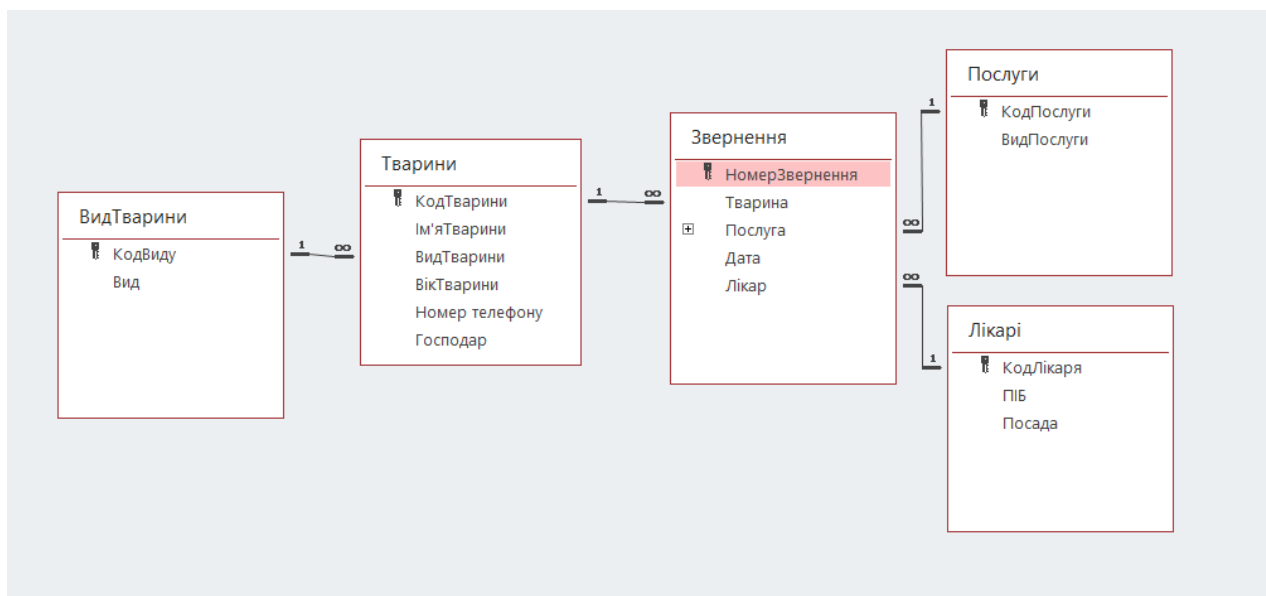 ВидТварини
КодВиду
Вид
1 ∞
Тварини
КодТварини
Ім'яТварини
ВидТварини
ВікТварини
Номер телефону
Господар
1 ∞
Звернення
НомерЗвернення
Тварина
Послуга
Дата
Лікар
1
∞
∞
1
Послуги
КодПослуги
ВидПослуги
Лікарі
КодЛікаря
ПІБ
Посада